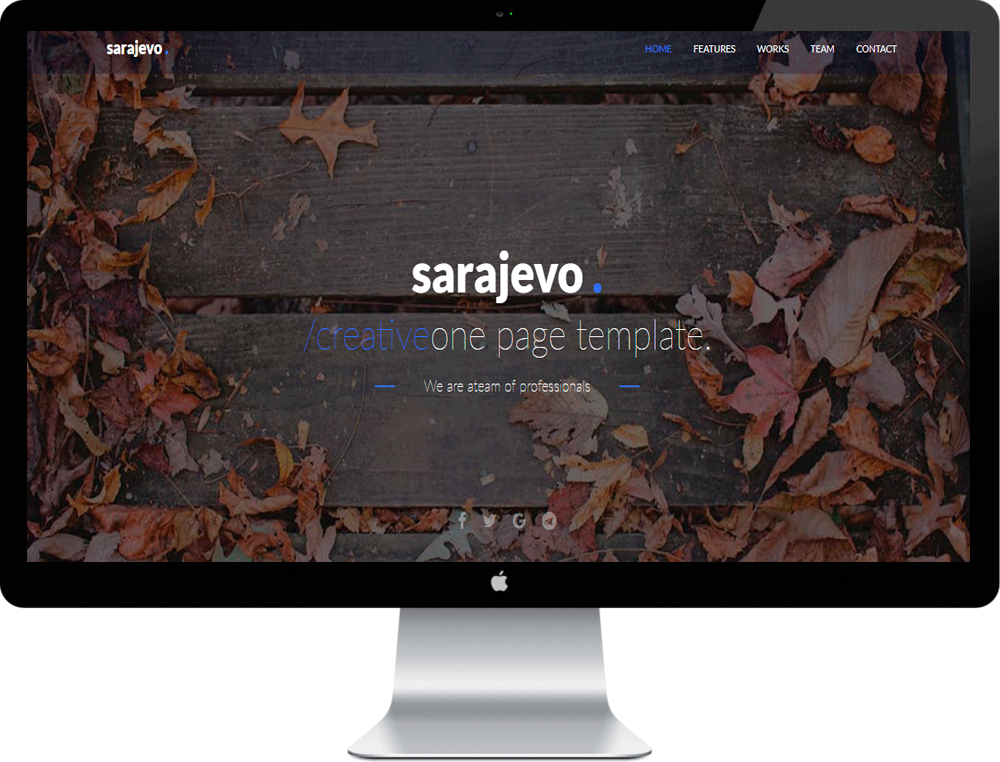 sarajevo.
HOME FEATURES WORKS TEAM CONTACT
sarajevo .
/creativeone page template.
We are ateam of professionals